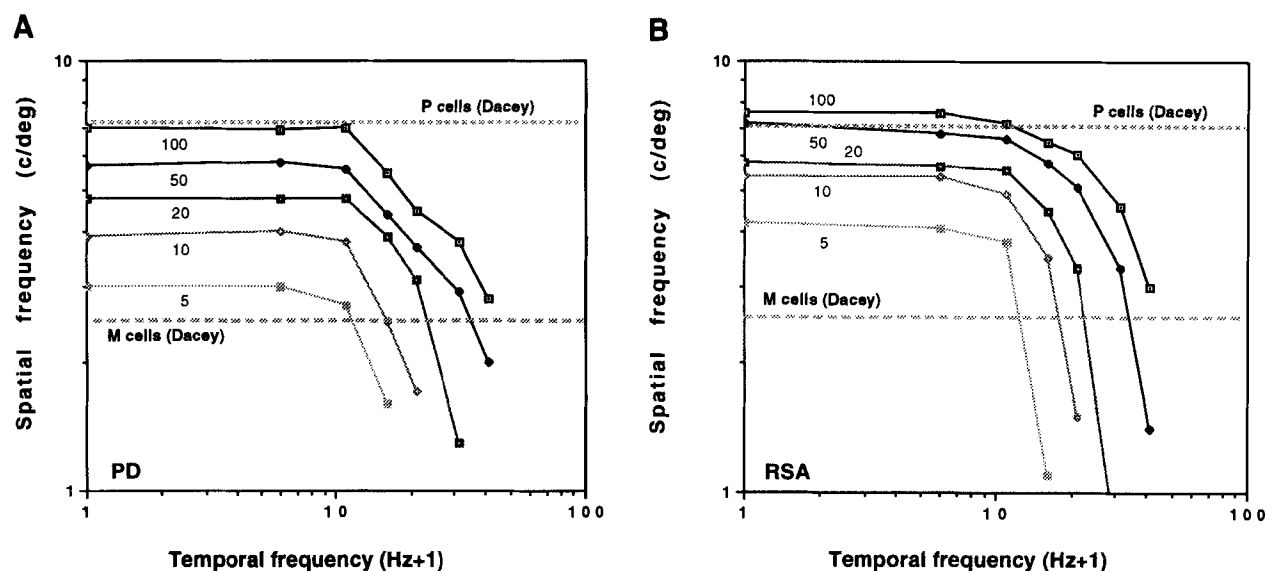 A
10
P cells (Dacey)
100
50
20
10
5
M cells (Dacey)
PD
1
1
10
100
Spatial frequency (c/deg)
Temporal frequency (Hz+1)
B
10
100
P cells (Dacey)
50
20
10
5
M cells (Dacey)
RSA
1
1
10
100
Spatial frequency (c/deg)
Temporal frequency (Hz+1)